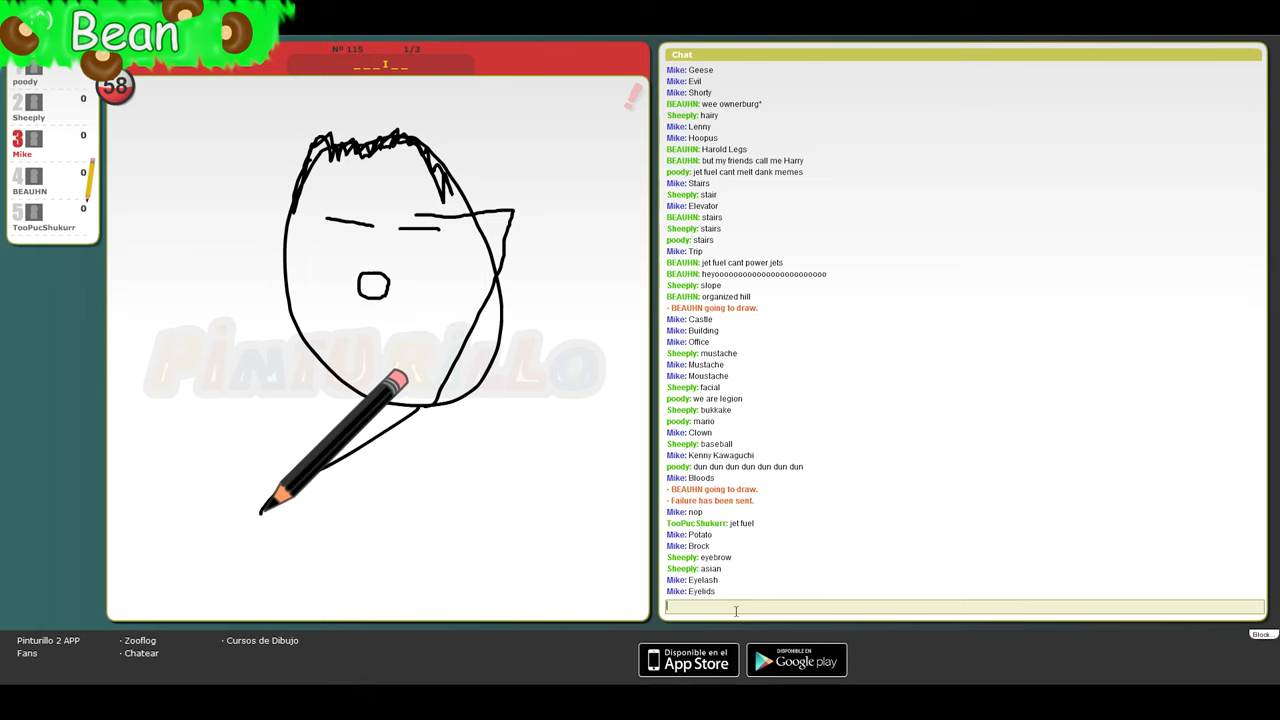 :^)
Bean
Nº 115 1/3
_ _ _ I _ _
58
poody
2 0
Sheeply
3 0
Mike
4 0
BEAUHN
5 0
TooPucShukurr
Pinturillo
Chat
Mike: Geese
Mike: Evil
Mike: Shorty
BEAUHN: wee ownerburg*
Sheeply: hairy
Mike: Lenny
Mike: Hoopus
BEAUHN: Harold Legs
BEAUHN: but my friends call me Harry
poody: jet fuel cant melt dank memes
Mike: Stairs
Sheeply: stair
Mike: Elevator
BEAUHN: stairs
Sheeply: stairs
poody: stairs
Mike: Trip
BEAUHN: jet fuel cant power jets
BEAUHN: heyoooooooooooooooooooooooo
Sheeply: slope
BEAUHN: organized hill
- BEAUHN going to draw.
Mike: Castle
Mike: Building
Mike: Office
Sheeply: mustache
Mike: Mustache
Mike: Moustache
Sheeply: facial
poody: we are legion
Sheeply: bukkake
poody: mario
Mike: Clown
Sheeply: baseball
Mike: Kenny Kawaguchi
poody: dun dun dun dun dun dun dun
Mike: Bloods
- BEAUHN going to draw.
- Failure has been sent.
Mike: nop
TooPucShukurr: jet fuel
Mike: Potato
Mike: Brock
Sheeply: eyebrow
Sheeply: asian
Mike: Eyelash
Mike: Eyelids
Block...
Pinturillo 2 APP · Zooflog · Cursos de Dibujo
Fans · Chatear
Disponible en el
App Store
DISPONIBLE EN
Google play